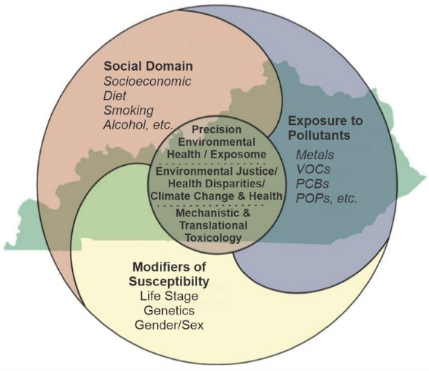 Social Domain
Socioeconomic
Diet
Smoking
Alcohol, etc.
Exposure to
Pollutants
Metals
VOCs
PCBs
POPs, etc.
Precision
Environmental
Health / Exposome
Environmental Justice/
Health Disparities/
Climate Change & Health
Mechanistic &
Translational
Toxicology
Modifiers of
Susceptibilty
Life Stage
Genetics
Gender/Sex